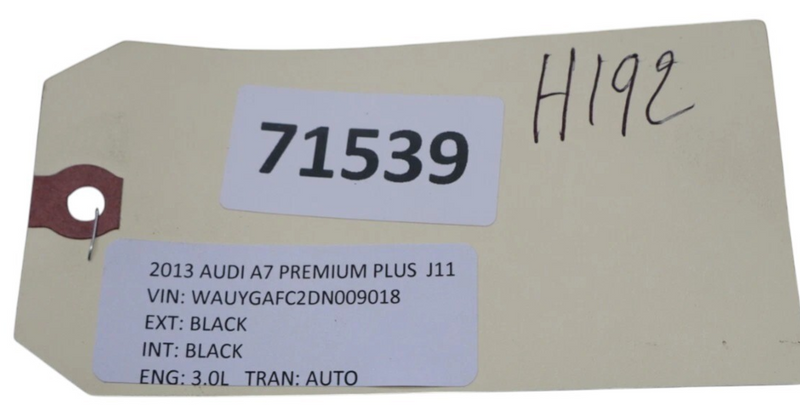 H192
71539
2013 AUDI A7 PREMIUM PLUS J11
VIN: WAUYGAFC2DN009018
EXT: BLACK
INT: BLACK
ENG: 3.0L TRAN: AUTO